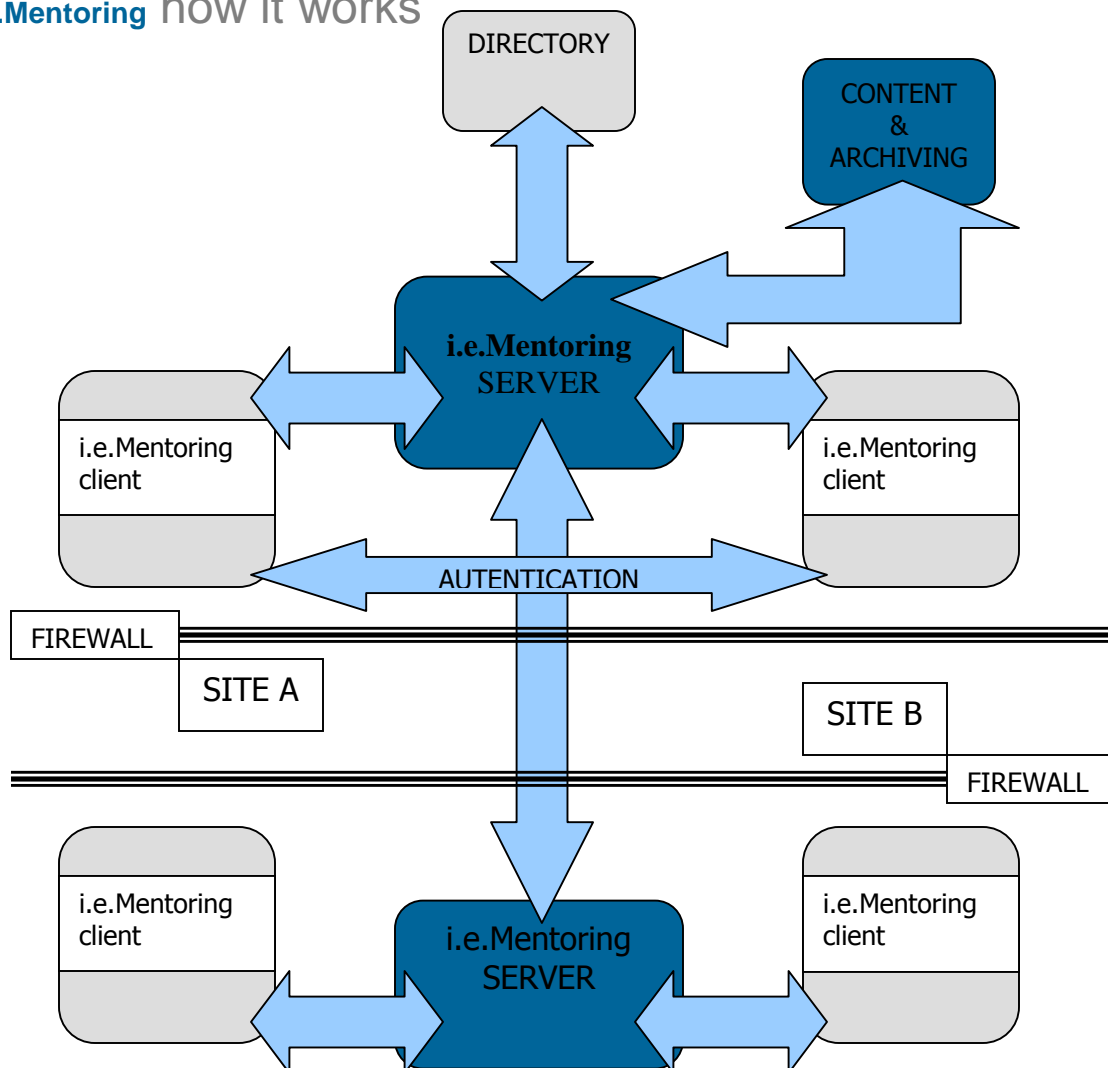 .Mentoring how it works
DIRECTORY
CONTENT
&
ARCHIVING
i.e.Mentoring
SERVER
i.e.Mentoring
client
i.e.Mentoring
client
AUTENTICATION
FIREWALL
SITE A
SITE B
FIREWALL
i.e.Mentoring
client
i.e.Mentoring
SERVER
i.e.Mentoring
client